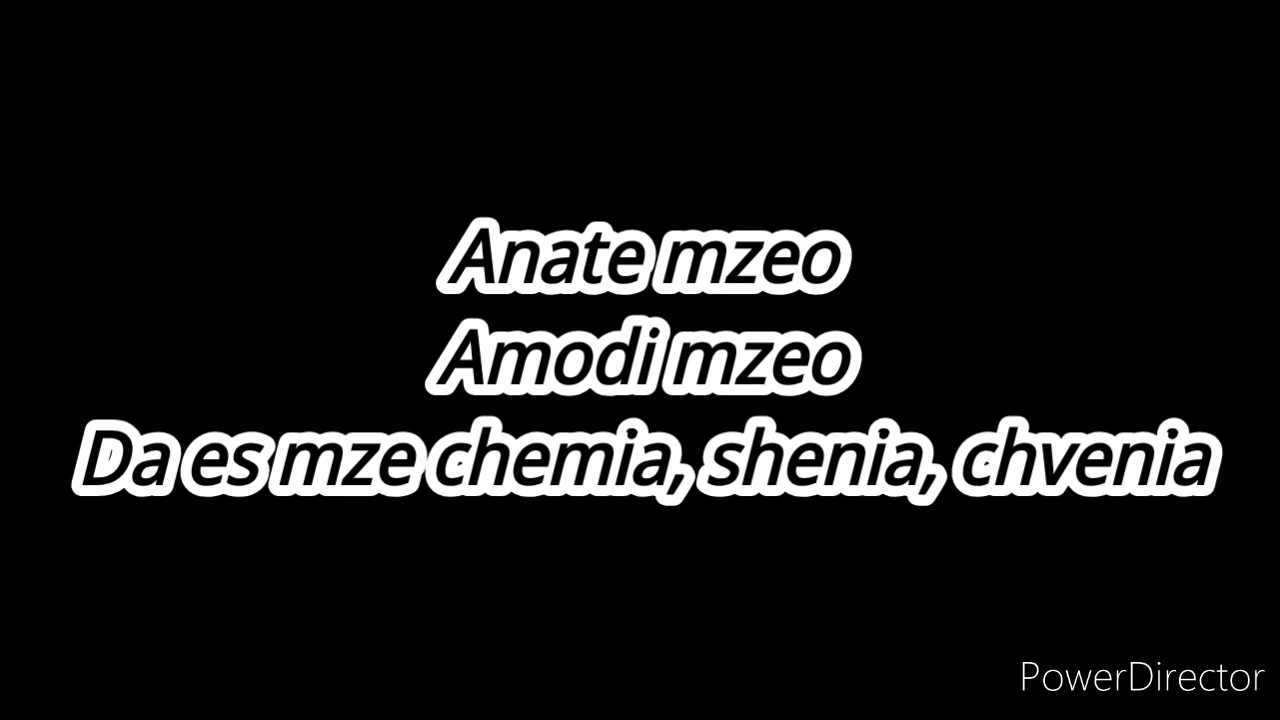 Anate mzeo
Amodi mzeo
Da es mze chemia, shenia, chvenia
PowerDirector